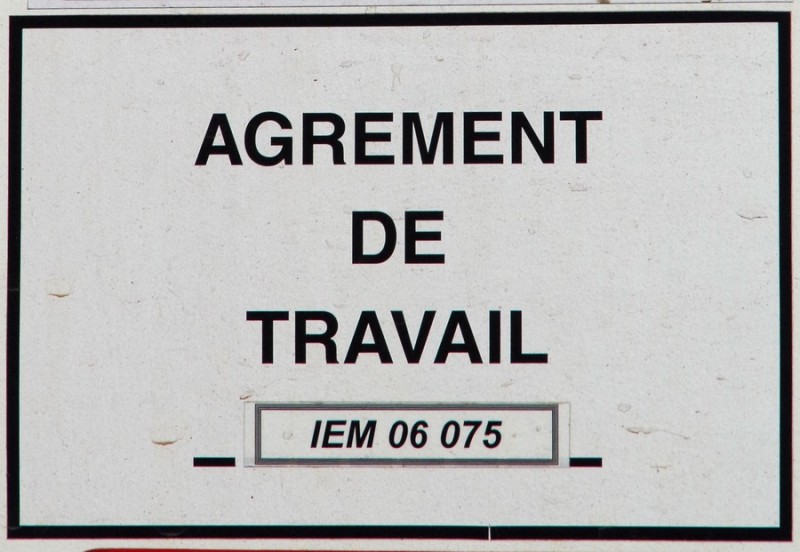 AGREMENT
DE
TRAVAIL
IEM 06 075